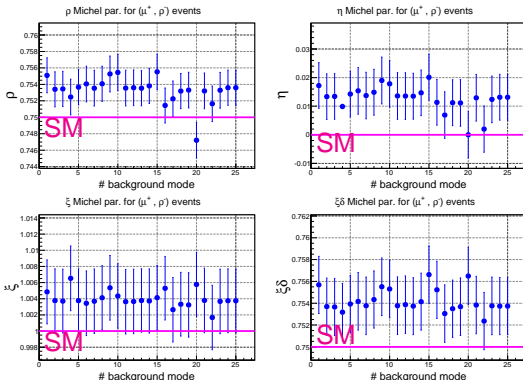 ρ Michel par. for (μ⁺ , ρ⁻) events
ρ
0.76
0.758
0.756
0.754
0.752
0.75
0.748
0.746
0.744
SM
0 5 10 15 20 25
# background mode
η Michel par. for (μ⁺ , ρ⁻) events
η
0.03
0.02
0.01
0
-0.01
SM
0 5 10 15 20 25
# background mode
ξ Michel par. for (μ⁺ , ρ⁻) events
ξ
1.014
1.012
1.01
1.008
1.006
1.004
1.002
1
0.998
SM
0 5 10 15 20 25
# background mode
ξδ Michel par. for (μ⁺ , ρ⁻) events
ξδ
0.762
0.76
0.758
0.756
0.754
0.752
0.75
SM
0 5 10 15 20 25
# background mode